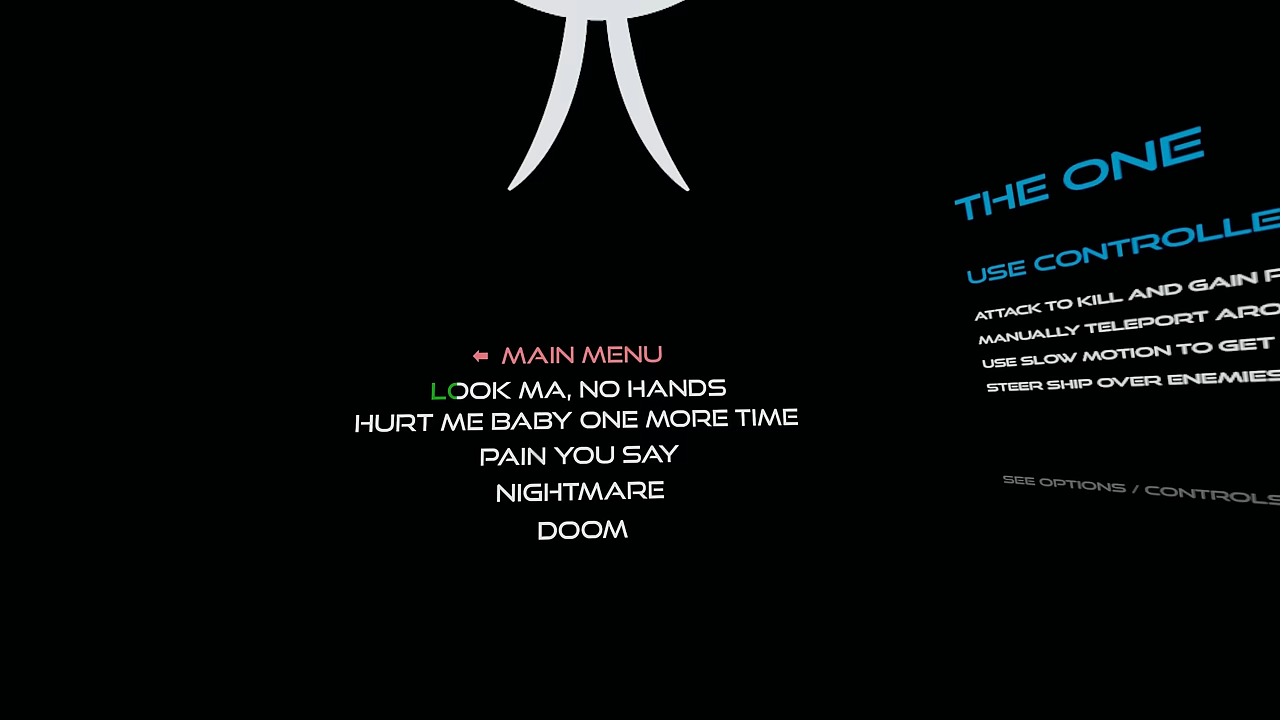 MAIN MENU
LOOK MA, NO HANDS
HURT ME BABY ONE MORE TIME
PAIN YOU SAY
NIGHTMARE
DOOM
THE ONE
USE
ATTACK TO KILL AND GAIN
MANUALLY TELEPORT
USE SLOW MOTION TO GET
STEER SHIP OVER ENEMIES
SEE OPTIONS / CONTROLS